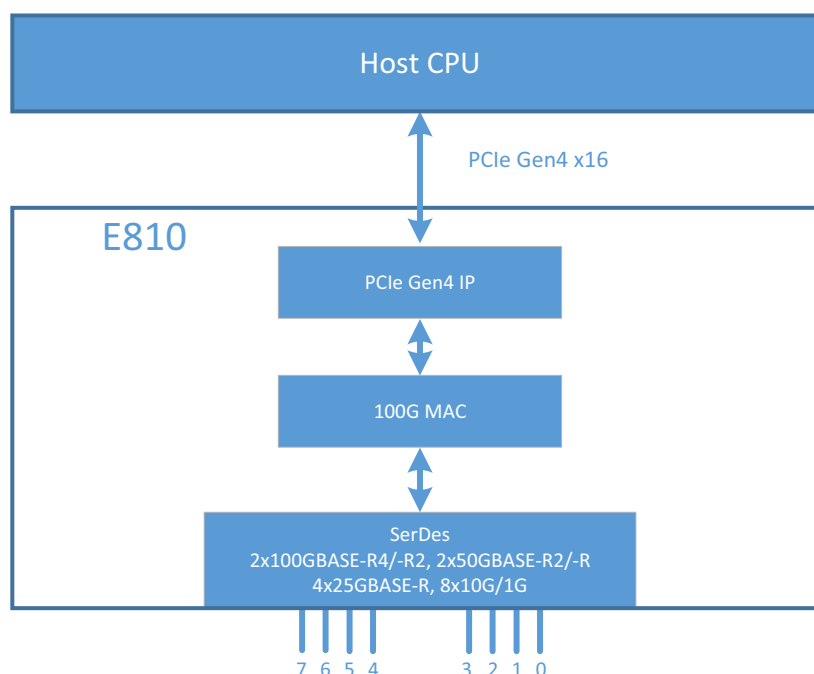 Host CPU
PCIe Gen4 x16
E810
PCIe Gen4 IP
100G MAC
SerDes
2x100GBASE-R4/-R2, 2x50GBASE-R2/-R
4x25GBASE-R, 8x10G/1G
7 6 5 4 3 2 1 0